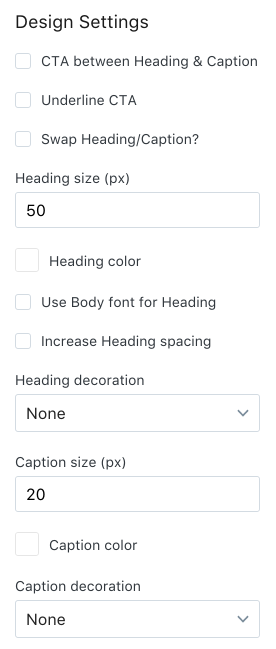 Design Settings
CTA between Heading & Caption
Underline CTA
Swap Heading/Caption?
Heading size (px)
50
Heading color
Use Body font for Heading
Increase Heading spacing
Heading decoration
None
Caption size (px)
20
Caption color
Caption decoration
None